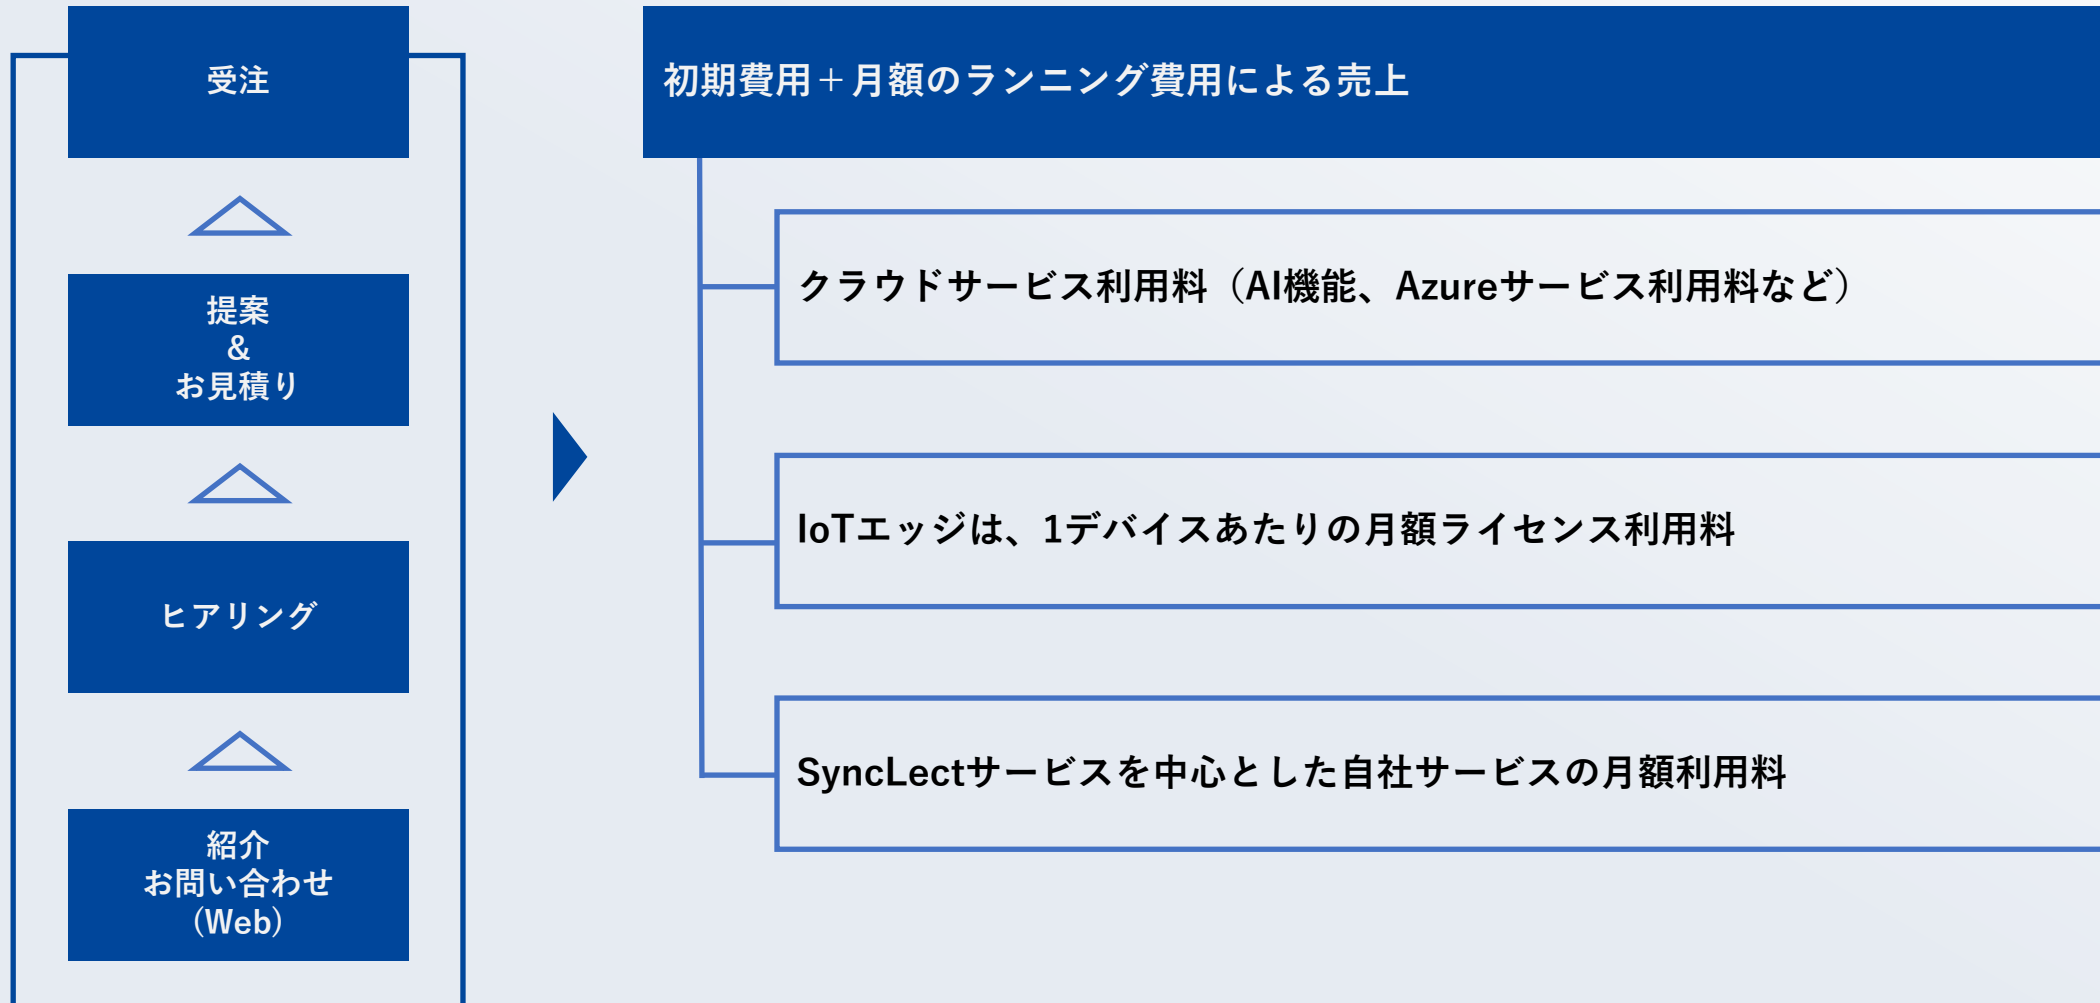 受注
提案
&
お見積り
ヒアリング
紹介
お問い合わせ
（Web）
初期費用＋月額のランニング費用による売上
クラウドサービス利用料（AI機能、Azureサービス利用料など）
IoTエッジは、1デバイスあたりの月額ライセンス利用料
SyncLectサービスを中心とした自社サービスの月額利用料